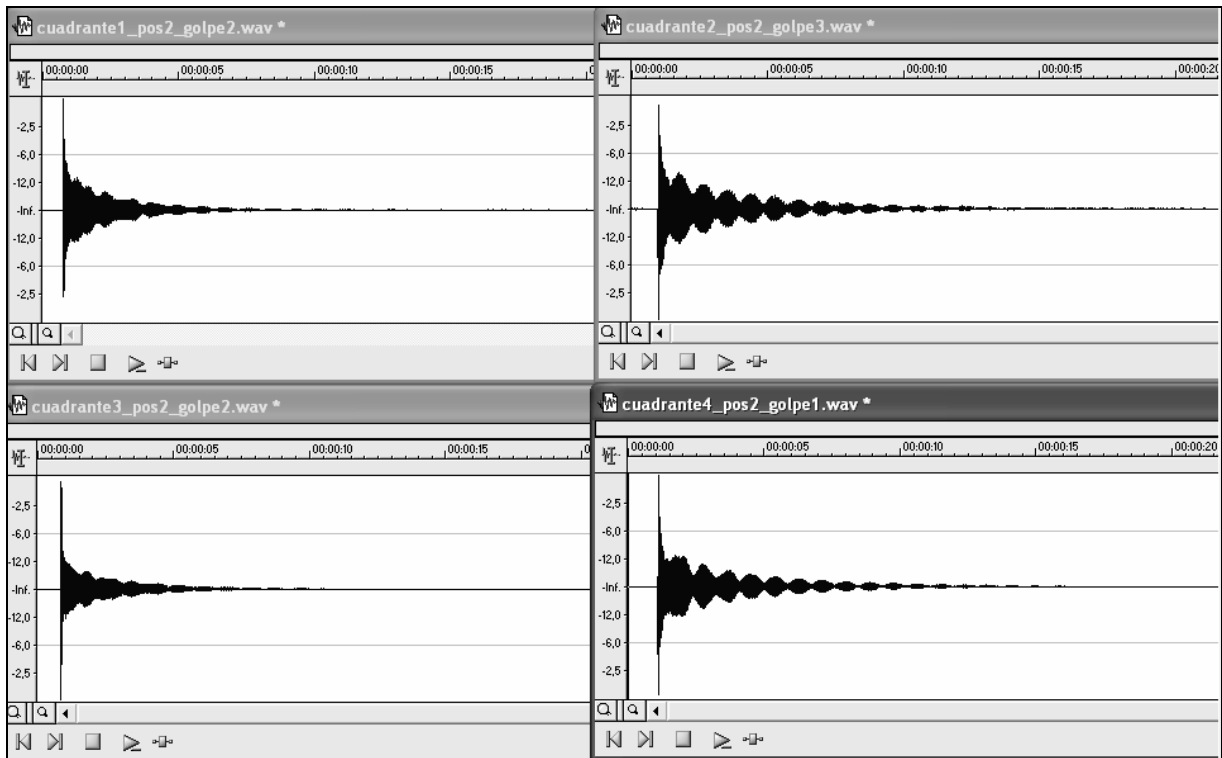 cuadrante1_pos2_golpe2.wav *
00:00:00 00:00:05 00:00:10 00:00:15
-2,5
-6,0
-12,0
-Inf.
-12,0
-6,0
-2,5
cuadrante2_pos2_golpe3.wav *
00:00:00 00:00:05 00:00:10 00:00:15 00:00:20
-2,5
-6,0
-12,0
-Inf.
-12,0
-6,0
-2,5
cuadrante3_pos2_golpe2.wav *
00:00:00 00:00:05 00:00:10 00:00:15
-2,5
-6,0
-12,0
-Inf.
-12,0
-6,0
-2,5
cuadrante4_pos2_golpe1.wav *
00:00:00 00:00:05 00:00:10 00:00:15 00:00:20
-2,5
-6,0
-12,0
-Inf.
-12,0
-6,0
-2,5